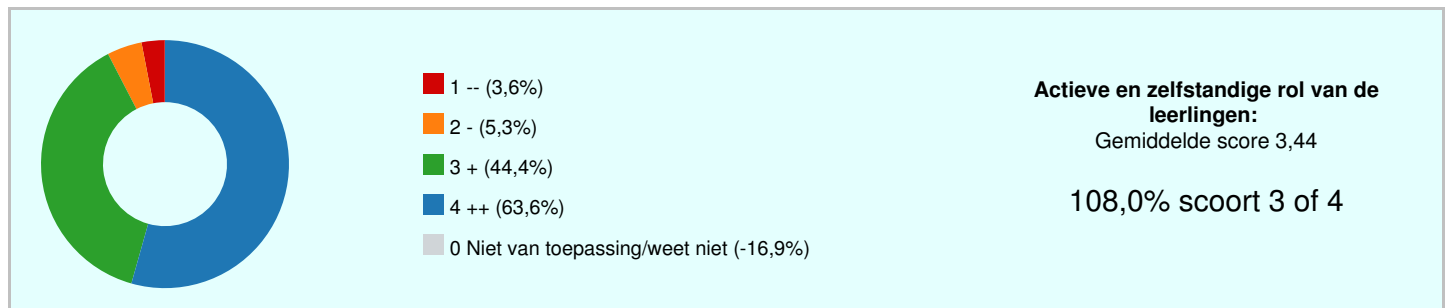 1 -- (3,6%)
2 - (5,3%)
3 + (44,4%)
4 ++ (63,6%)
0 Niet van toepassing/weet niet (-16,9%)
Actieve en zelfstandige rol van de
leerlingen:
Gemiddelde score 3,44
108,0% scoort 3 of 4